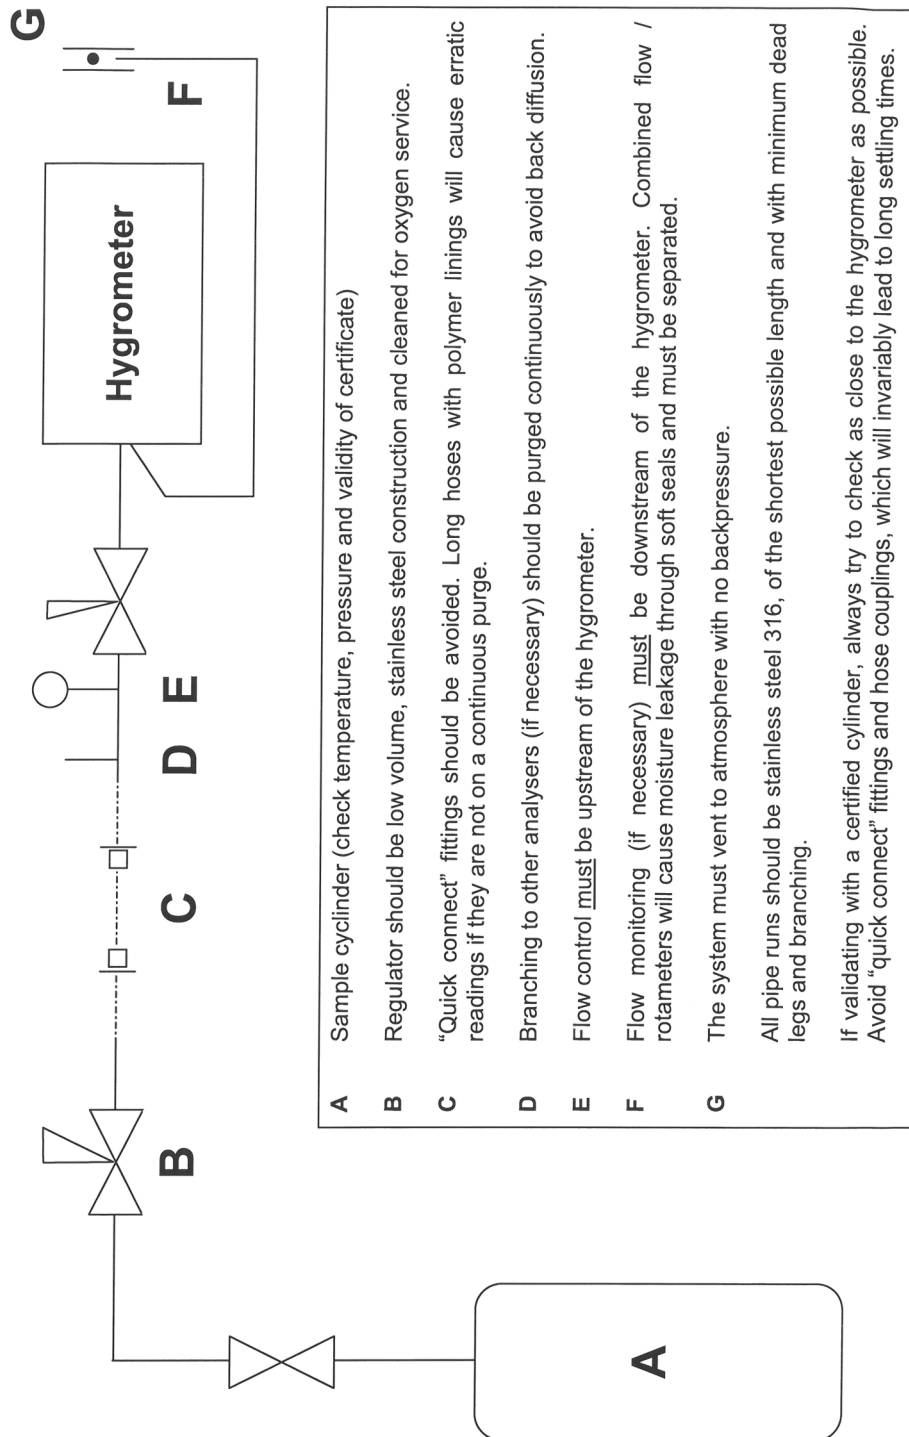 G
F
Hygrometer
E
D
C
B
A
A Sample cylinder (check temperature, pressure and validity of certificate)
B Regulator should be low volume, stainless steel construction and cleaned for oxygen service.
C “Quick connect” fittings should be avoided. Long hoses with polymer linings will cause erratic
readings if they are not on a continuous purge.
D Branching to other analysers (if necessary) should be purged continuously to avoid back diffusion.
E Flow control must be upstream of the hygrometer.
F Flow monitoring (if necessary) must be downstream of the hygrometer. Combined flow /
rotameters will cause moisture leakage through soft seals and must be separated.
G The system must vent to atmosphere with no backpressure.
All pipe runs should be stainless steel 316, of the shortest possible length and with minimum dead
legs and branching.
If validating with a certified cylinder, always try to check as close to the hygrometer as possible.
Avoid “quick connect” fittings and hose couplings, which will invariably lead to long settling times.